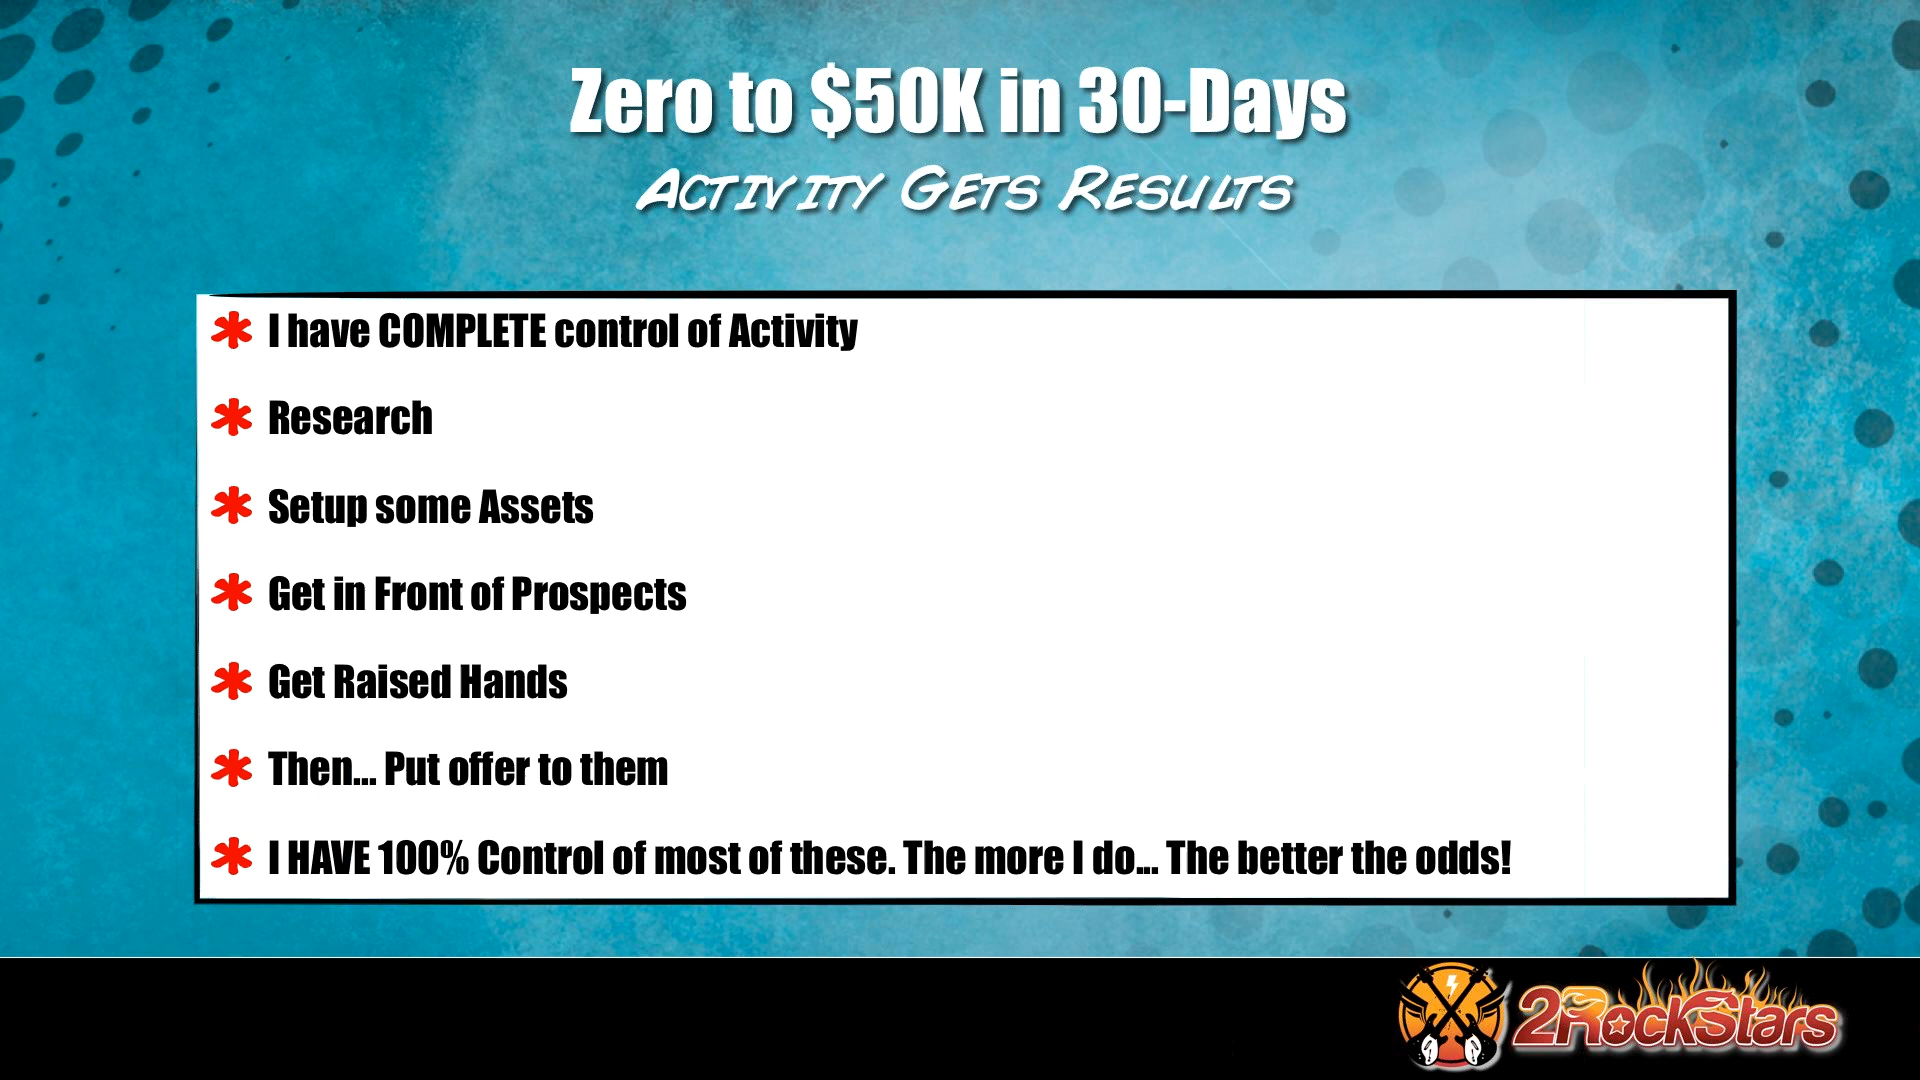 Zero to $50K in 30-Days
Activity Gets Results
* I have COMPLETE control of Activity
* Research
* Setup some Assets
* Get in Front of Prospects
* Get Raised Hands
* Then... Put offer to them
* I HAVE 100% Control of most of these. The more I do... The better the odds!
2RockStars